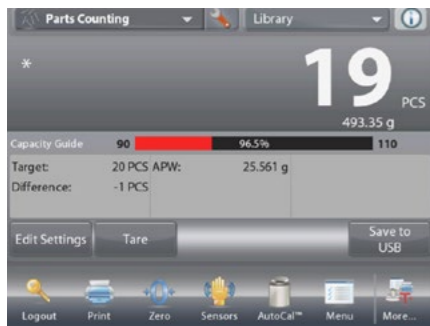 Parts Counting Library
*
19 PCS
493.35 g
Capacity Guide 90 96.5% 110
Target: 20 PCS APW: 25.561 g
Difference: -1 PCS
Edit Settings Tare Save to USB
Logout Print Zero Sensors AutoCal™ Menu More...